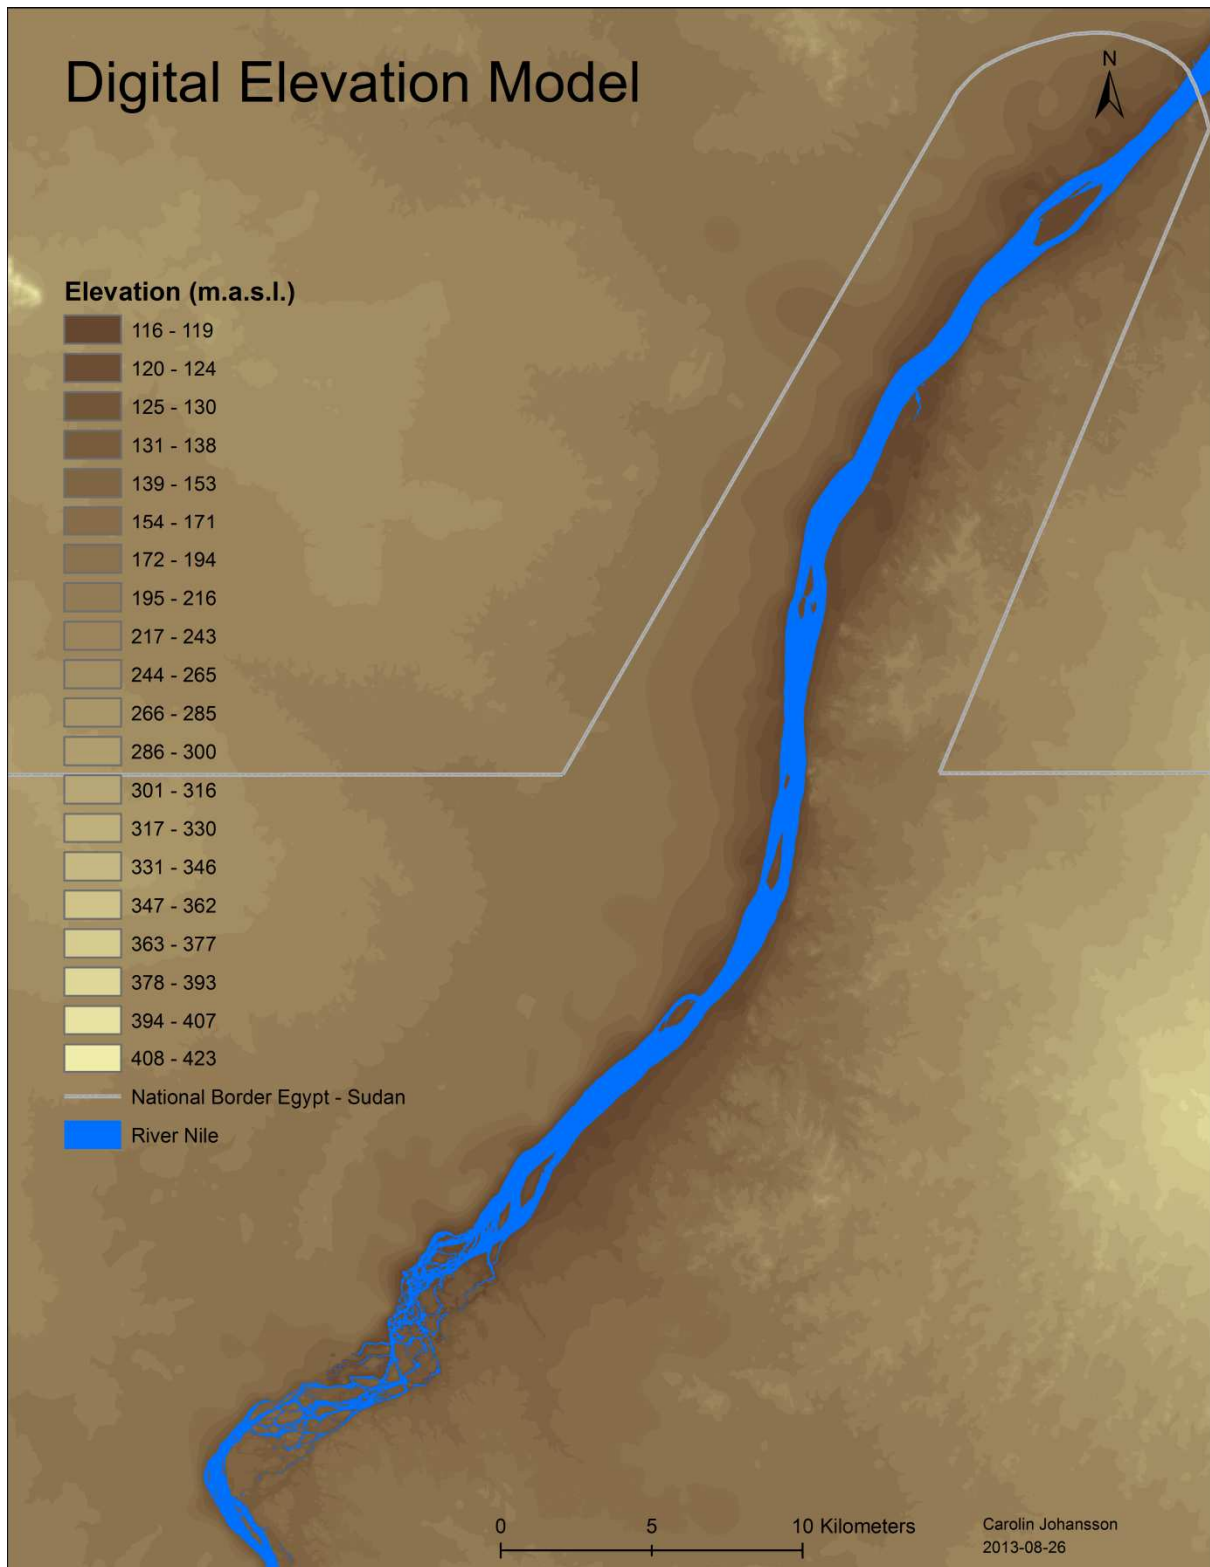 Digital Elevation Model
N
Elevation (m.a.s.l.)
116 - 119
120 - 124
125 - 130
131 - 138
139 - 153
154 - 171
172 - 194
195 - 216
217 - 243
244 - 265
266 - 285
286 - 300
301 - 316
317 - 330
331 - 346
347 - 362
363 - 377
378 - 393
394 - 407
408 - 423
National Border Egypt - Sudan
River Nile
0 5 10 Kilometers
Carolin Johansson
2013-08-26